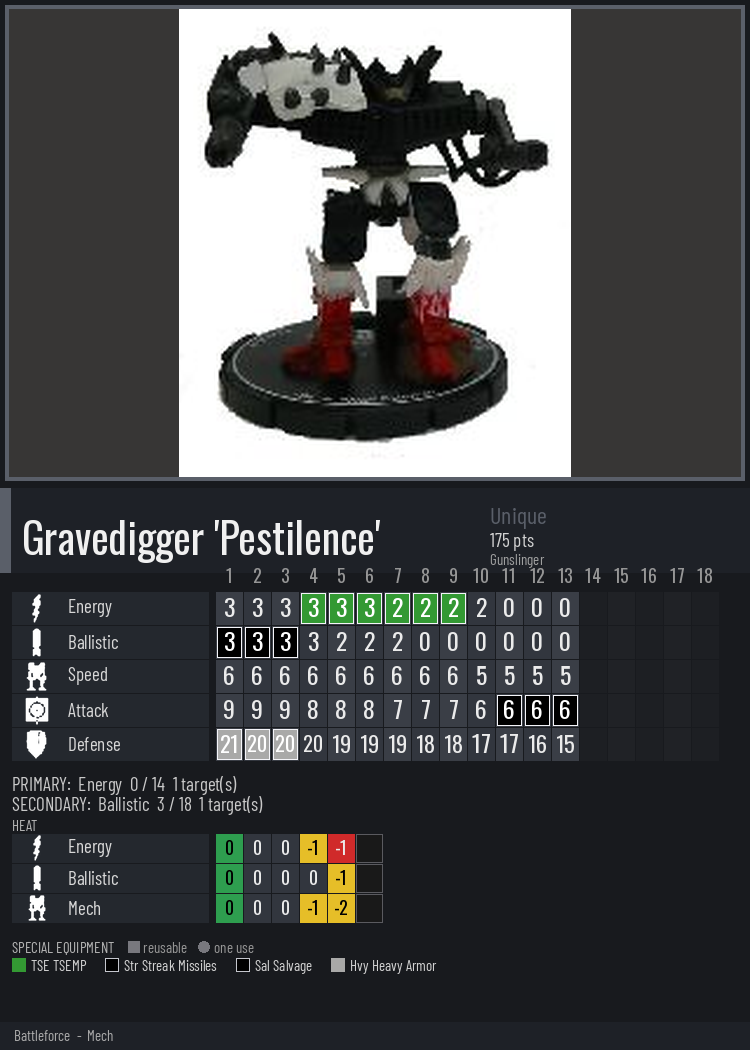 Gravedigger 'Pestilence'
Unique
175 pts
Gunslinger
1 2 3 4 5 6 7 8 9 10 11 12 13 14 15 16 17 18
Energy 3 3 3 3 3 3 2 2 2 2 0 0 0
Ballistic 3 3 3 3 2 2 2 0 0 0 0 0 0
Speed 6 6 6 6 6 6 6 6 6 5 5 5 5
Attack 9 9 9 8 8 8 7 7 7 6 6 6 6
Defense 21 20 20 20 19 19 19 18 18 17 17 16 15
PRIMARY: Energy 0 / 14 1 target(s)
SECONDARY: Ballistic 3 / 18 1 target(s)
HEAT
Energy 0 0 0 -1 -1
Ballistic 0 0 0 0 -1
Mech 0 0 0 -1 -2
SPECIAL EQUIPMENT reusable one use
TSE TSEMP Str Streak Missiles Sal Salvage Hvy Heavy Armor
Battleforce - Mech